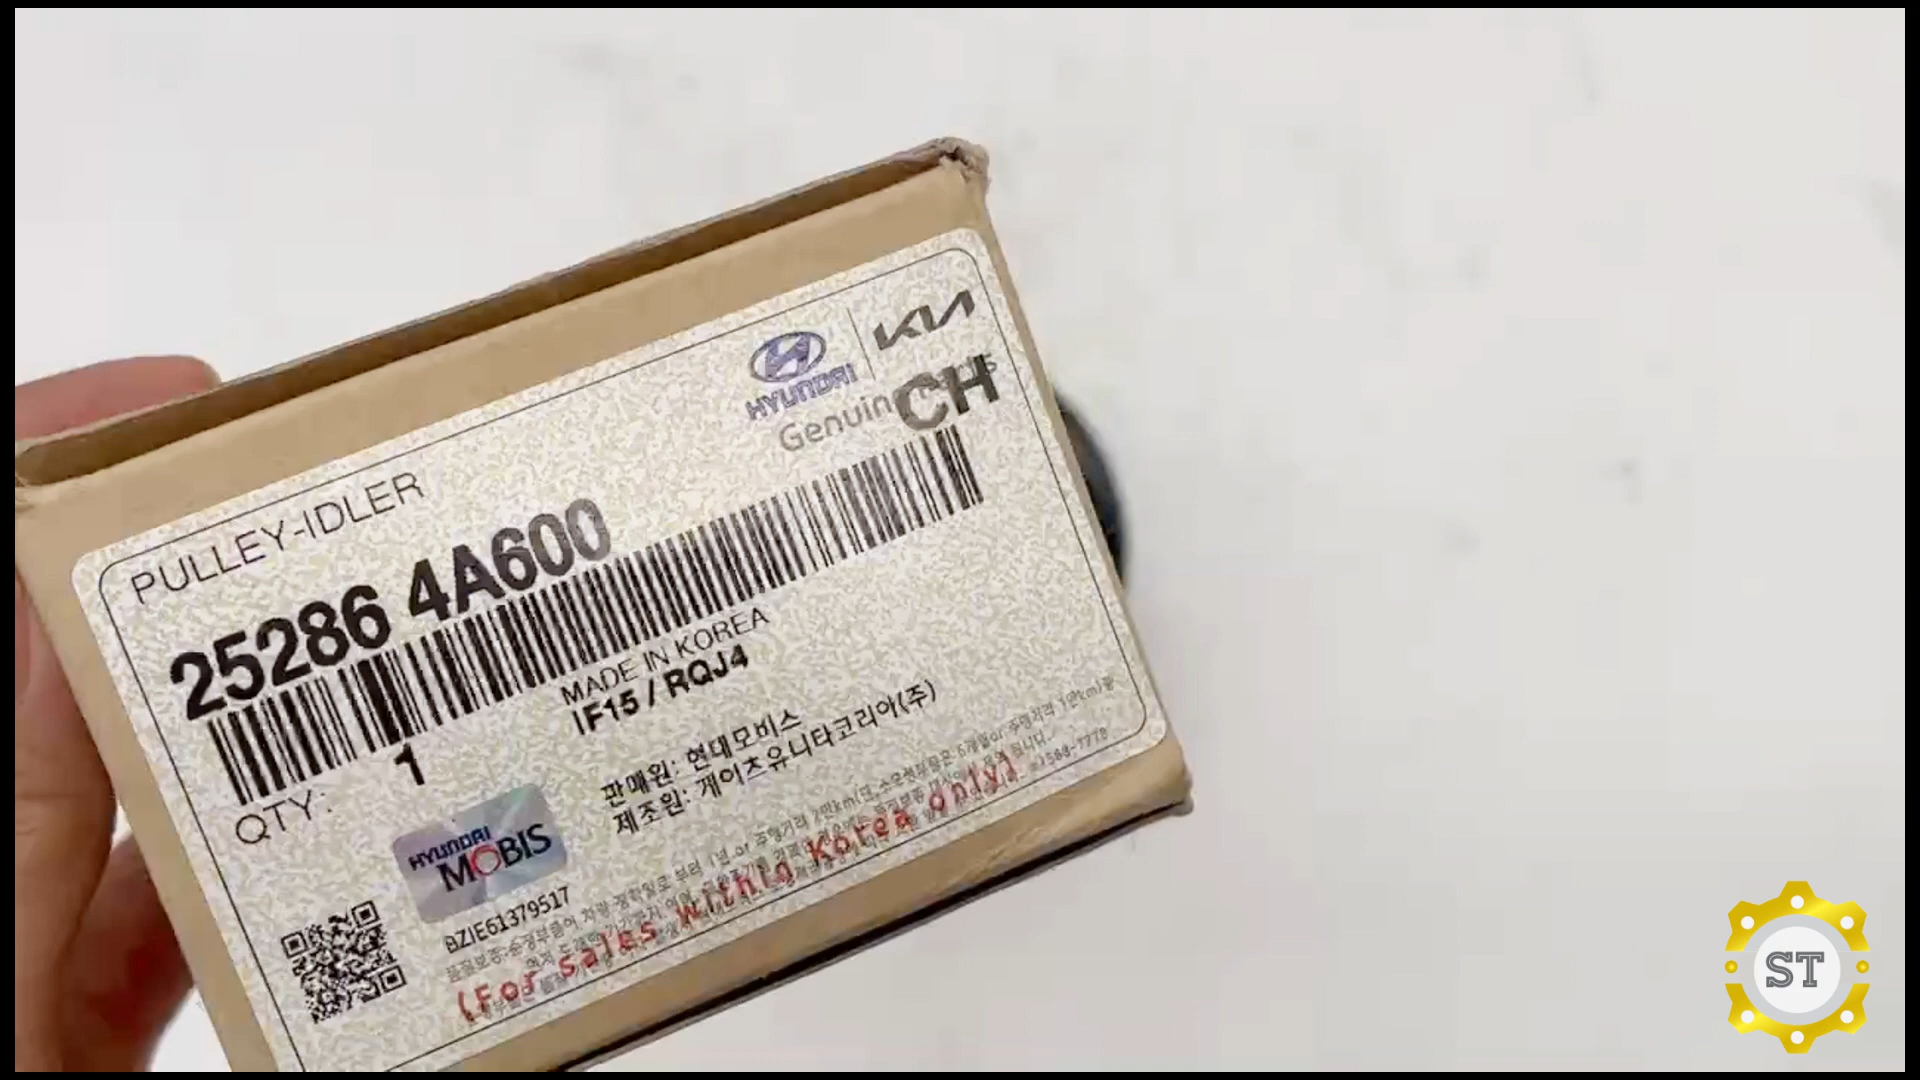 HYUNDAI
KIA
Genuin
CH
PULLEY-IDLER
25286 4A600
MADE IN KOREA
IF15 / RQJ4
QTY: 1
판매원: 현대모비스
제조원: 게이츠유니타코리아(주)
HYUNDAI
MOBIS
BZIE61379517
(For sales within Korea only)
ST